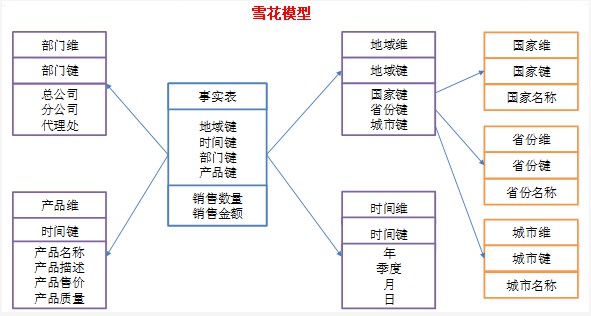 雪花模型
部门维
部门键
总公司
分公司
代理处
事实表
地域键
时间键
部门键
产品键
销售数量
销售金额
地域维
地域键
国家键
省份键
城市键
国家维
国家键
国家名称
省份维
省份键
省份名称
城市维
城市键
城市名称
产品维
时间键
产品名称
产品描述
产品售价
产品质量
时间维
时间键
年
季度
月
日